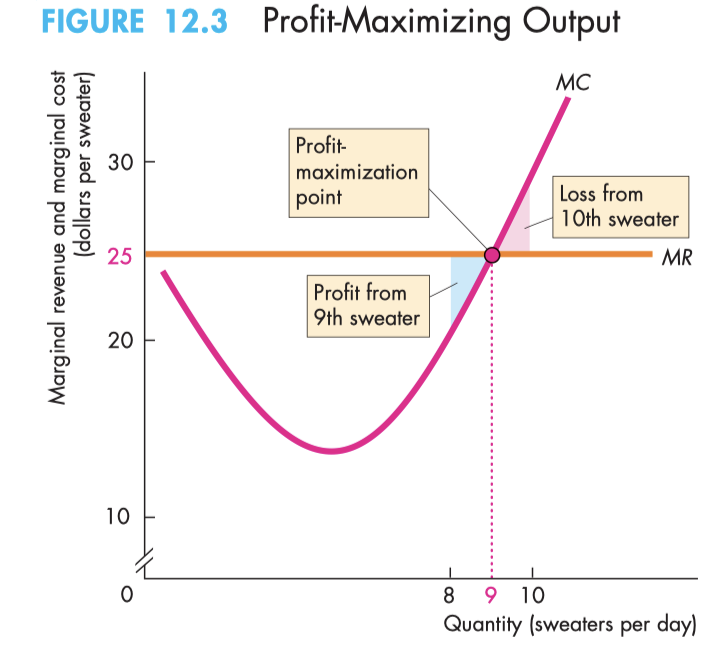 FIGURE 12.3 Profit-Maximizing Output
Marginal revenue and marginal cost
(dollars per sweater)
MC
30
Profit-
maximization
point
Loss from
10th sweater
25
MR
Profit from
9th sweater
20
10
0
8
9
10
Quantity (sweaters per day)